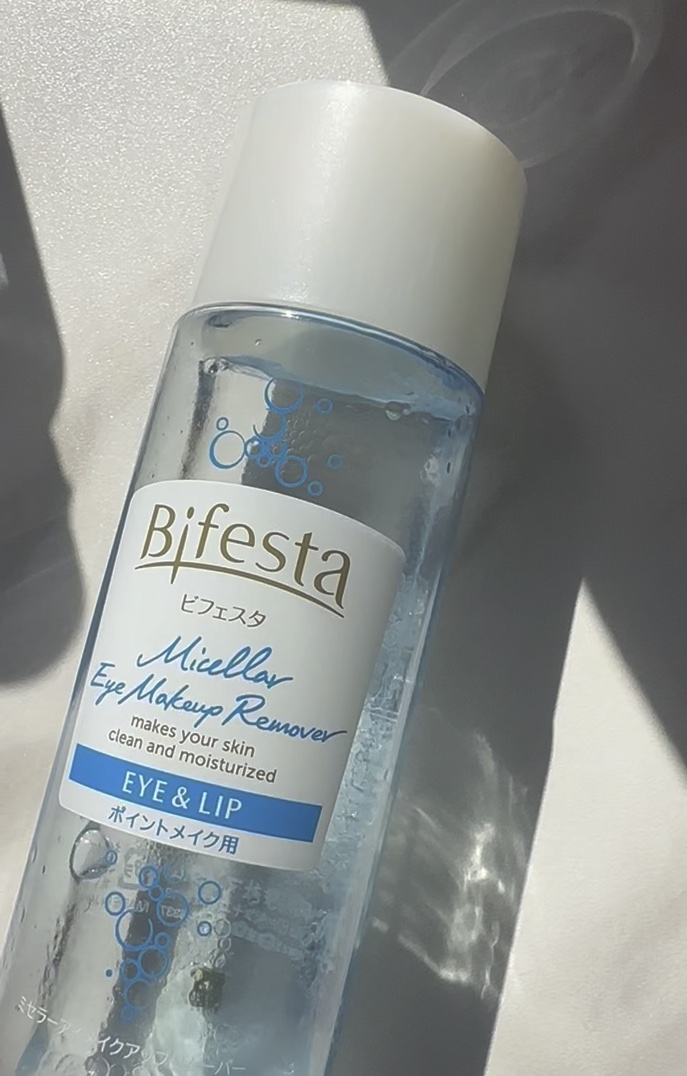 Bifesta
ビフェスタ
Micellar
Eye Makeup Remover
makes your skin
clean and moisturized
EYE & LIP
ポイントメイク用